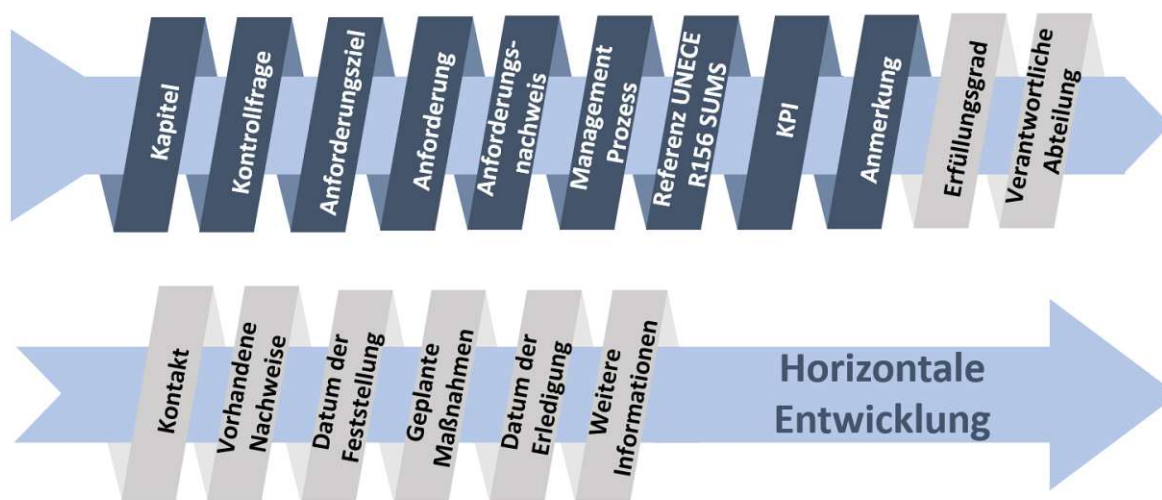 Kapitel
Kontrollfrage
Anforderungsziel
Anforderung
Anforderungs-
nachweis
Management
Prozess
Referenz UNECE
R156 SUMS
KPI
Anmerkung
Erfüllungsgrad
Verantwortliche
Abteilung
Kontakt
Vorhandene
Nachweise
Datum der
Feststellung
Geplante
Maßnahmen
Datum der
Erledigung
Weitere
Informationen
Horizontale
Entwicklung